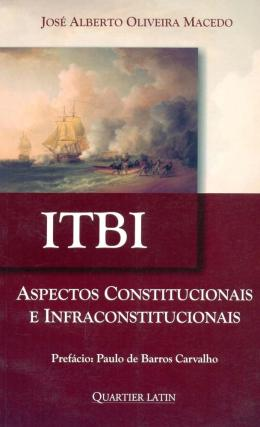 JOSÉ ALBERTO OLIVEIRA MACEDO
ITBI
ASPECTOS CONSTITUCIONAIS
E INFRACONSTITUCIONAIS
Prefácio: Paulo de Barros Carvalho
QUARTIER LATIN